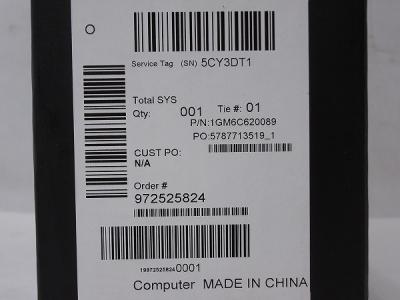 Service Tag (SN) 5CY3DT1
Total SYS
Qty: 001 Tie #: 01
P/N:1GM6C620089
PO:5787713519_1
CUST PO:
N/A
Order #
972525824
199725258240001
Computer MADE IN CHINA